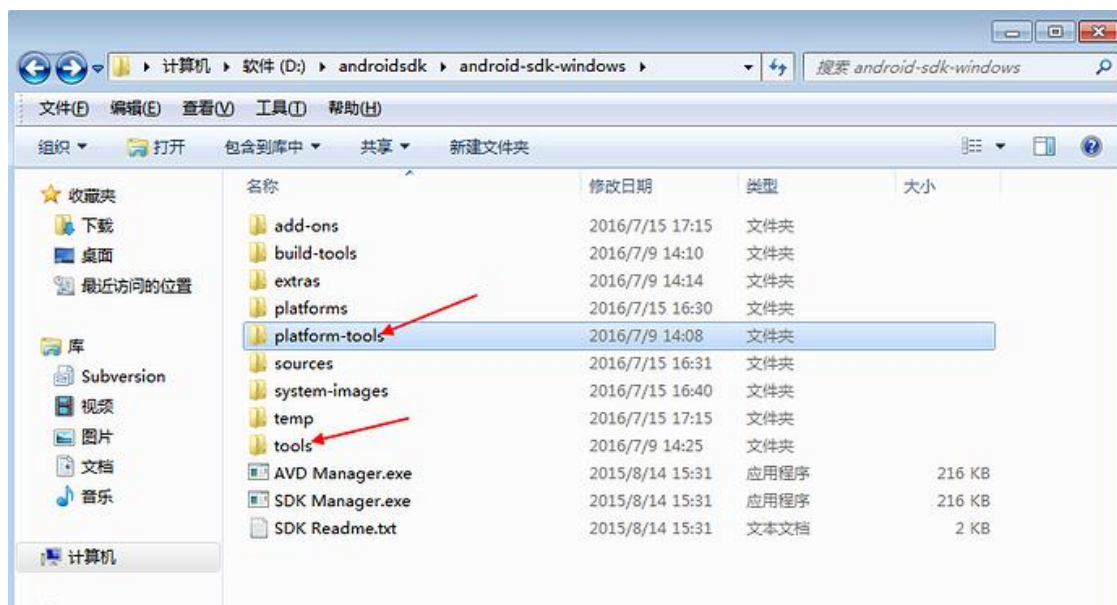 计算机 ▸ 软件 (D:) ▸ androidsdk ▸ android-sdk-windows ▸ 搜索 android-sdk-windows
文件(F) 编辑(E) 查看(V) 工具(T) 帮助(H)
组织 打开 包含到库中 共享 新建文件夹
收藏夹
下载
桌面
最近访问的位置
库
Subversion
视频
图片
文档
音乐
计算机
名称 修改日期 类型 大小
add-ons 2016/7/15 17:15 文件夹
build-tools 2016/7/9 14:10 文件夹
extras 2016/7/9 14:14 文件夹
platforms 2016/7/15 16:30 文件夹
platform-tools 2016/7/9 14:08 文件夹
sources 2016/7/15 16:31 文件夹
system-images 2016/7/15 16:40 文件夹
temp 2016/7/15 17:15 文件夹
tools 2016/7/9 14:25 文件夹
AVD Manager.exe 2015/8/14 15:31 应用程序 216 KB
SDK Manager.exe 2015/8/14 15:31 应用程序 216 KB
SDK Readme.txt 2015/8/14 15:31 文本文档 2 KB